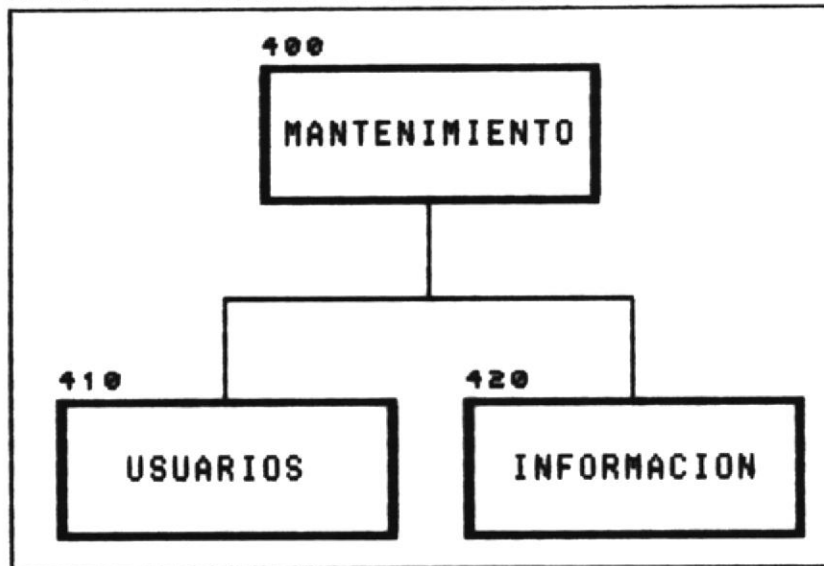 400
MANTENIMIENTO
410
420
USUARIOS
INFORMACION